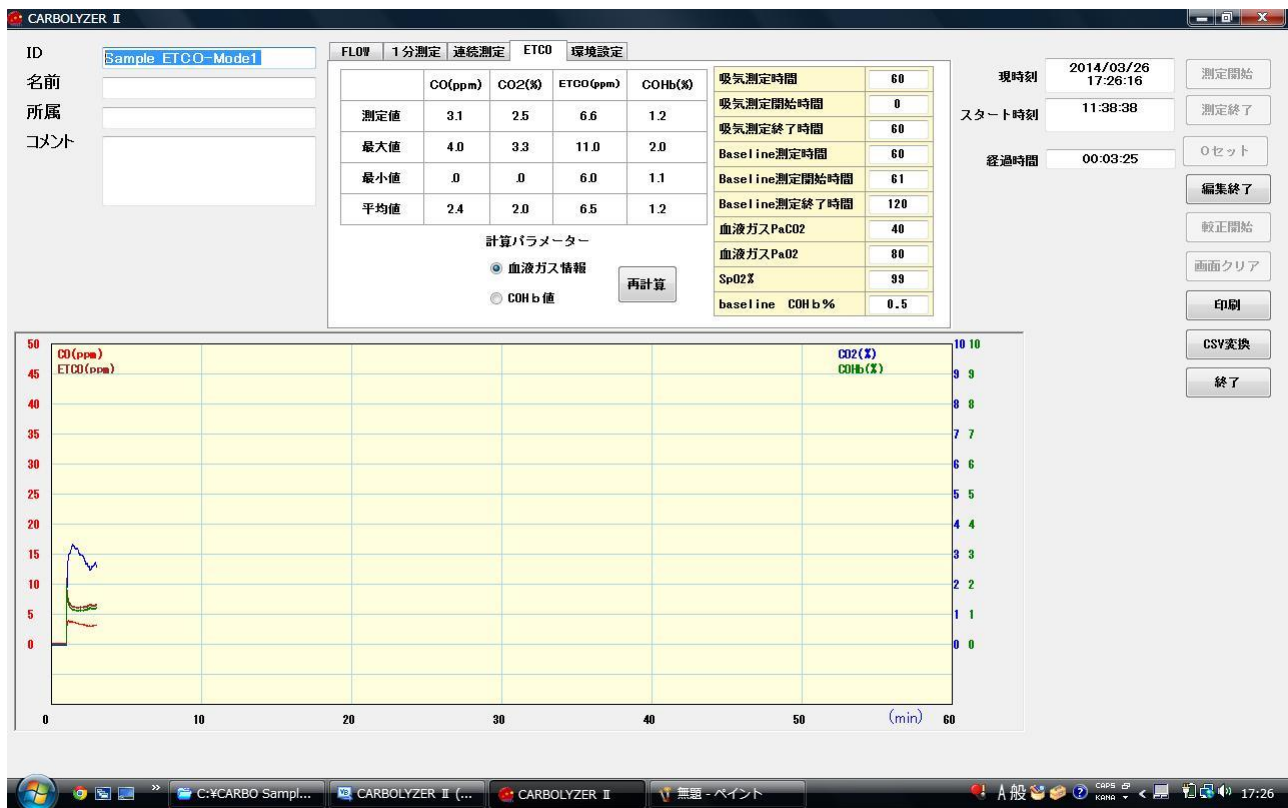 CARBOLYZER Ⅱ
ID
Sample ETCO-Mode1
名前
所属
コメント
FLOW 1分測定 連続測定 ETCO 環境設定
CO(ppm) CO2(%) ETCO(ppm) COHb(%)
測定値 3.1 2.5 6.6 1.2
最大値 4.0 3.3 11.0 2.0
最小値 .0 .0 6.0 1.1
平均値 2.4 2.0 6.5 1.2
計算パラメーター
血液ガス情報
COHb値
再計算
吸気測定時間 60
吸気測定開始時間 0
吸気測定終了時間 60
Baseline測定時間 60
Baseline測定開始時間 61
Baseline測定終了時間 120
血液ガスPaCO2 40
血液ガスPaO2 80
SpO2% 99
baseline COHb% 0.5
現時刻 2014/03/26
17:26:16
スタート時刻 11:38:38
経過時間 00:03:25
測定開始
測定終了
0セット
編集終了
較正開始
画面クリア
印刷
CSV変換
終了
CO(ppm)
ETCO(ppm)
CO2(%)
COHb(%)
50 10 10
45 9 9
40 8 8
35 7 7
30 6 6
25 5 5
20 4 4
15 3 3
10 2 2
5 1 1
0 0 0
0 10 20 30 40 50 (min) 60
C:¥CARBO Sampl...
CARBOLYZER Ⅱ (...
CARBOLYZER Ⅱ
無題 - ペイント
A 般
CAPS
KANA
17:26